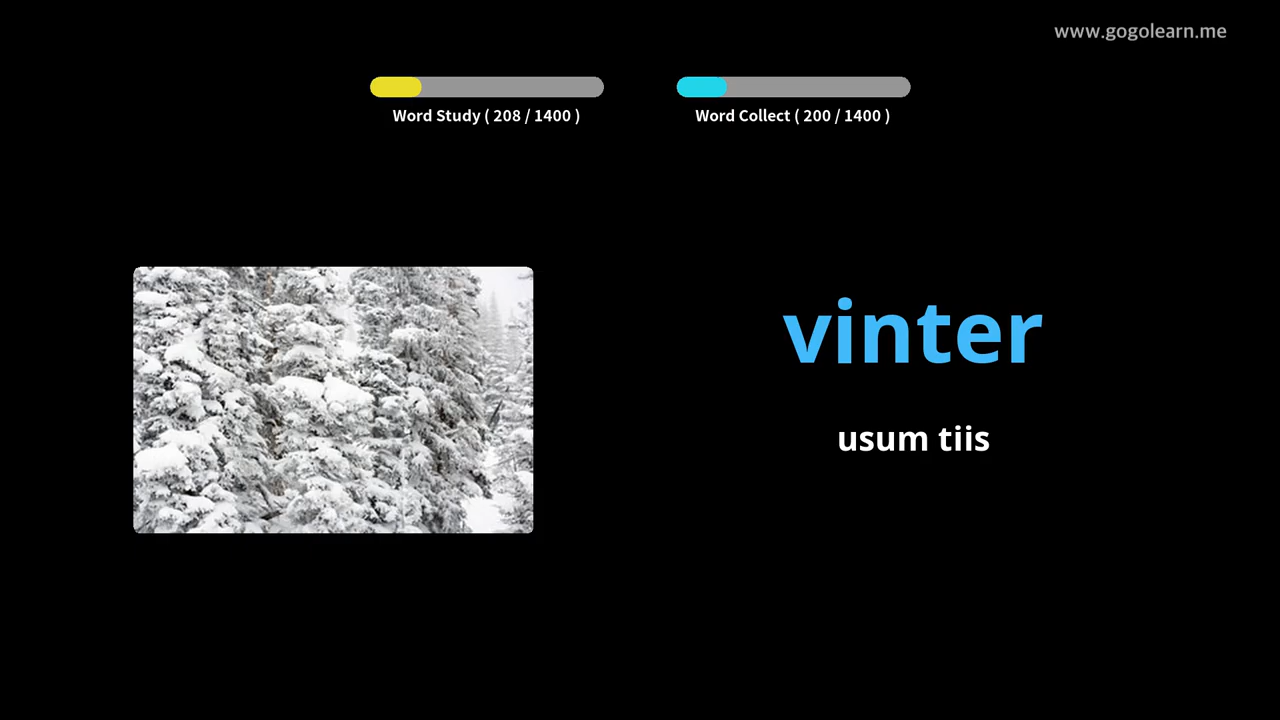 www.gogolearn.me
Word Study ( 208 / 1400 )
Word Collect ( 200 / 1400 )
vinter
usum tiis